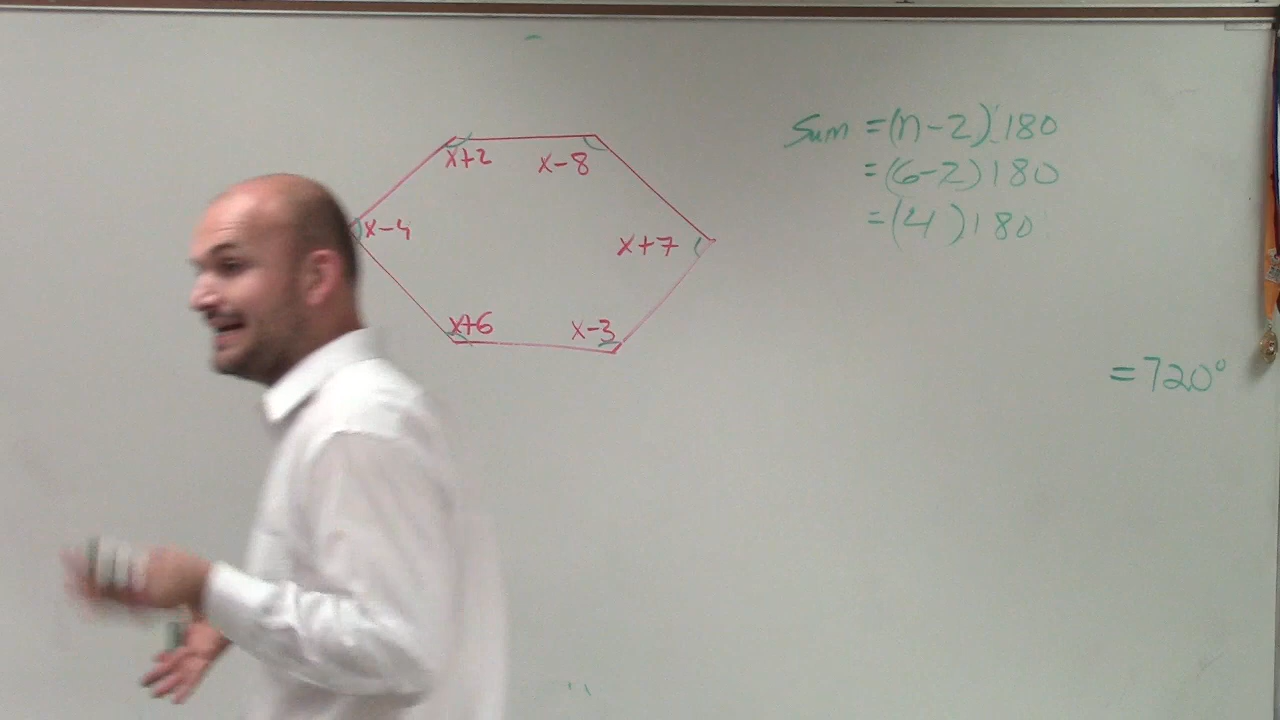 x+2 x-8
x-4
x+7
x+6 x-3
Sum =(n-2)180
=(6-2)180
=(4)180
=720°